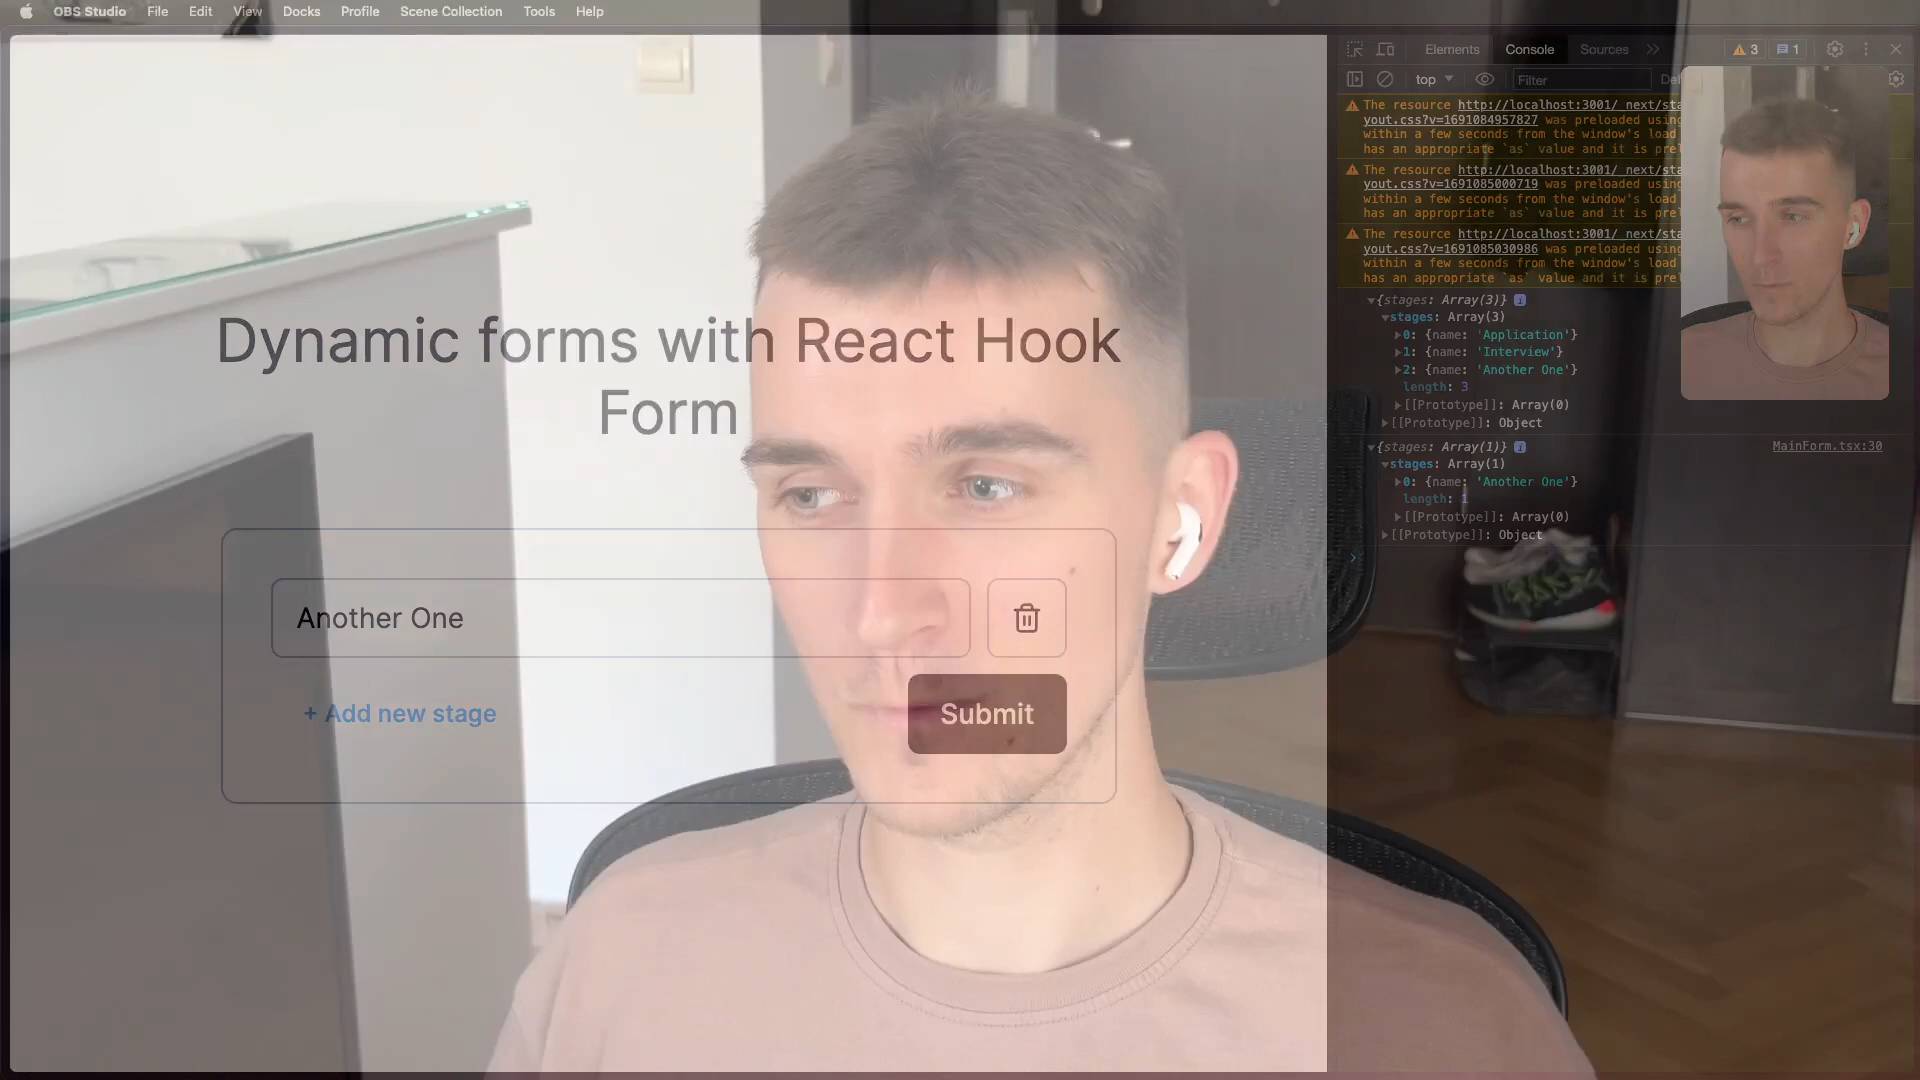 OBS Studio File Edit View Docks Profile Scene Collection Tools Help
Elements Console Sources 3 1
top Filter
The resource http://localhost:3001/_next/sta
yout.css?v=1691084957827 was preloaded using
within a few seconds from the window's load
has an appropriate `as` value and it is pre
The resource http://localhost:3001/_next/sta
yout.css?v=1691085000719 was preloaded using
within a few seconds from the window's load
has an appropriate `as` value and it is pre
The resource http://localhost:3001/_next/sta
yout.css?v=1691085030986 was preloaded using
within a few seconds from the window's load
has an appropriate `as` value and it is pre
{stages: Array(3)}
stages: Array(3)
0: {name: 'Application'}
1: {name: 'Interview'}
2: {name: 'Another One'}
length: 3
[[Prototype]]: Array(0)
[[Prototype]]: Object
{stages: Array(1)} MainForm.tsx:30
stages: Array(1)
0: {name: 'Another One'}
length: 1
[[Prototype]]: Array(0)
[[Prototype]]: Object
Dynamic forms with React Hook
Form
Another One
+ Add new stage
Submit